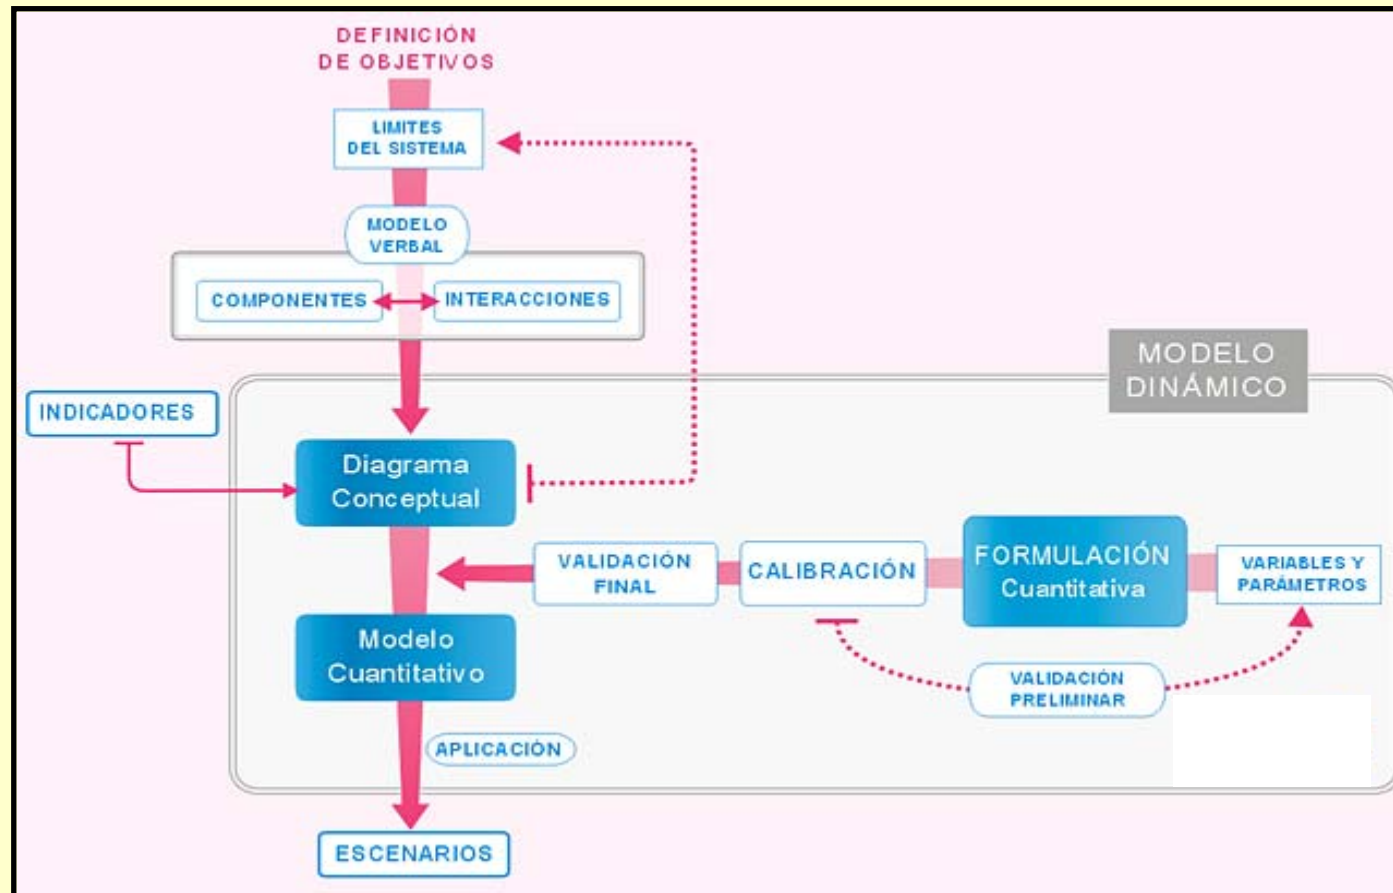 DEFINICIÓN
DE OBJETIVOS
LIMITES
DEL SISTEMA
MODELO
VERBAL
COMPONENTES
INTERACCIONES
MODELO
DINÁMICO
INDICADORES
Diagrama
Conceptual
VALIDACIÓN
FINAL
CALIBRACIÓN
FORMULACIÓN
Cuantitativa
VARIABLES Y
PARÁMETROS
Modelo
Cuantitativo
VALIDACIÓN
PRELIMINAR
APLICACIÓN
ESCENARIOS